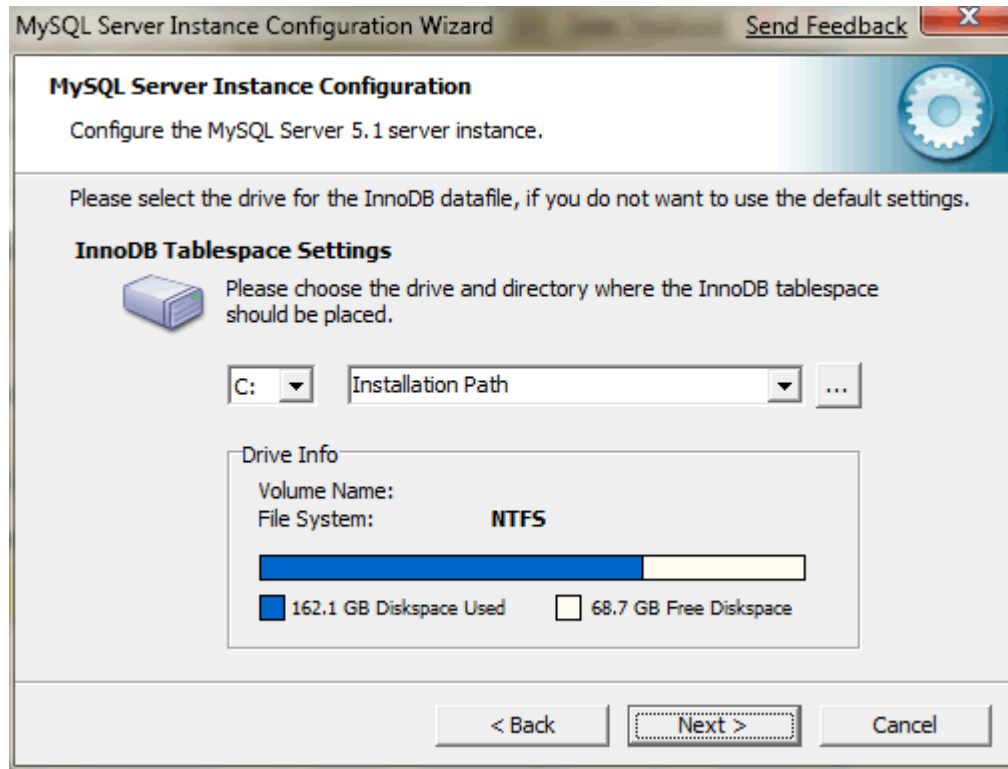 MySQL Server Instance Configuration Wizard Send Feedback X
MySQL Server Instance Configuration
Configure the MySQL Server 5.1 server instance.
Please select the drive for the InnoDB datafile, if you do not want to use the default settings.
InnoDB Tablespace Settings
Please choose the drive and directory where the InnoDB tablespace
should be placed.
C: Installation Path ...
Drive Info
Volume Name:
File System: NTFS
162.1 GB Diskspace Used 68.7 GB Free Diskspace
< Back Next > Cancel